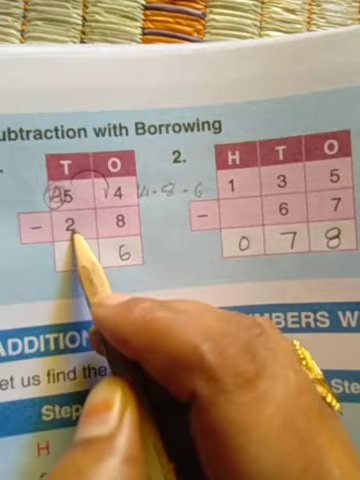 ubtraction with Borrowing
T O
5 4 14 - 8 - 6
- 2 8
6
2.
H T O
1 3 5
- 6 7
0 7 8
ADDITION
NUMBERS W
et us find the
Step
Ste
H